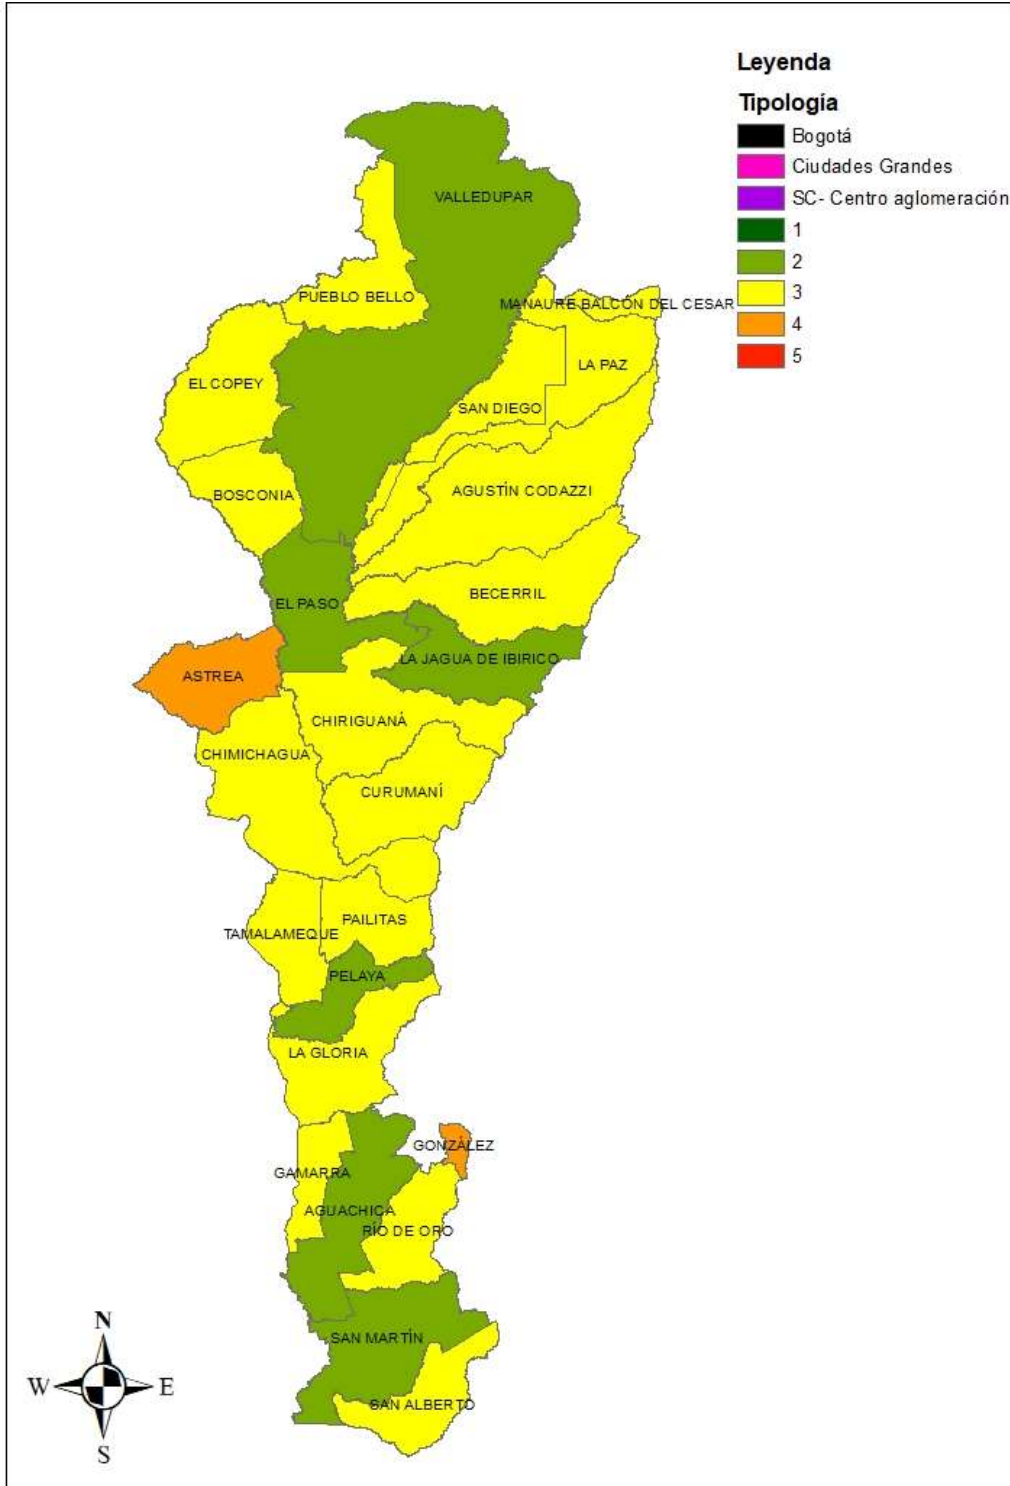 Leyenda
Tipología
Bogotá
Ciudades Grandes
SC- Centro aglomeración
1
2
3
4
5
VALLEDUPAR
PUEBLO BELLO
MANAURE BALCÓN DEL CESAR
LA PAZ
EL COPEY
SAN DIEGO
AGUSTÍN CODAZZI
BOSCONIA
BECERRIL
EL PASO
LA JAGUA DE IBIRICO
ASTREA
CHIRIGUANÁ
CHIMICHAGUA
CURUMANÍ
PAILITAS
TAMALAMEQUE
PELAYA
LA GLORIA
GONZÁLEZ
GAMARRA
AGUACHICA
RÍO DE ORO
SAN MARTÍN
SAN ALBERTO
N
W
E
S